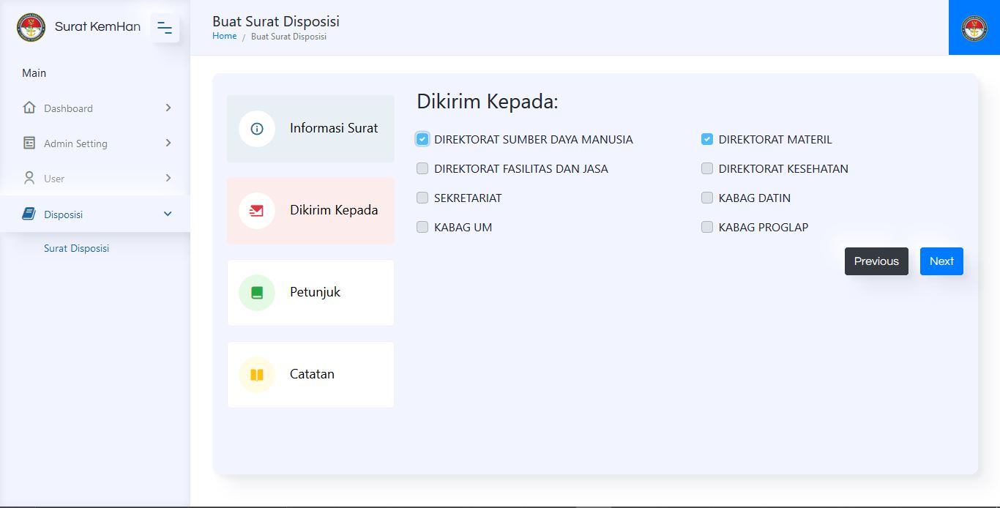 Surat KemHan
Main
Dashboard
Admin Setting
User
Disposisi
Surat Disposisi
Buat Surat Disposisi
Home / Buat Surat Disposisi
Informasi Surat
Dikirim Kepada
Petunjuk
Catatan
Dikirim Kepada:
DIREKTORAT SUMBER DAYA MANUSIA
DIREKTORAT MATERIL
DIREKTORAT FASILITAS DAN JASA
DIREKTORAT KESEHATAN
SEKRETARIAT
KABAG DATIN
KABAG UM
KABAG PROGLAP
Previous
Next